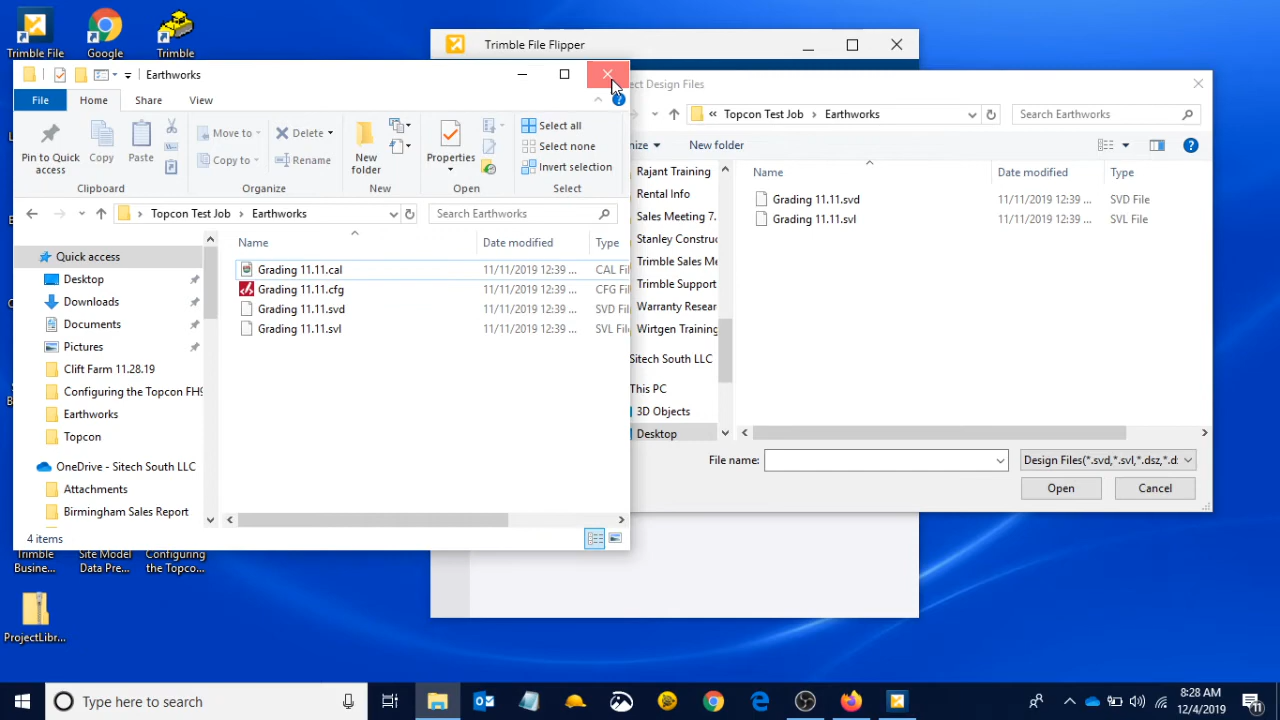 Trimble File
Google
Trimble
Trimble File Flipper
Earthworks
File
Home
Share
View
Pin to Quick access
Copy
Paste
Move to
Copy to
Delete
Rename
New folder
Properties
Open
Select all
Select none
Invert selection
Clipboard
Organize
New
Open
Select
Topcon Test Job
Earthworks
Search Earthworks
Quick access
Desktop
Downloads
Documents
Pictures
Clift Farm 11.28.19
Configuring the Topcon FH9
Earthworks
Topcon
OneDrive - Sitech South LLC
Attachments
Birmingham Sales Report
Name
Date modified
Type
Grading 11.11.cal
11/11/2019 12:39 ...
CAL Fil
Grading 11.11.cfg
11/11/2019 12:39 ...
CFG Fil
Grading 11.11.svd
11/11/2019 12:39 ...
SVD Fil
Grading 11.11.svl
11/11/2019 12:39 ...
SVL File
4 items
ect Design Files
« Topcon Test Job
Earthworks
Search Earthworks
nize
New folder
Rajant Training
Rental Info
Sales Meeting 7.
Stanley Constru
Trimble Sales Me
Trimble Support
Warranty Resear
Wirtgen Training
Sitech South LLC
This PC
3D Objects
Desktop
Name
Date modified
Type
Grading 11.11.svd
11/11/2019 12:39 ...
SVD File
Grading 11.11.svl
11/11/2019 12:39 ...
SVL File
File name:
Design Files(*.svd,*.svl,*.dsz,*.d
Open
Cancel
Trimble Busine...
Site Model Data Pre...
Configuring the Topco...
ProjectLibr...
Type here to search
8:28 AM
12/4/2019
11